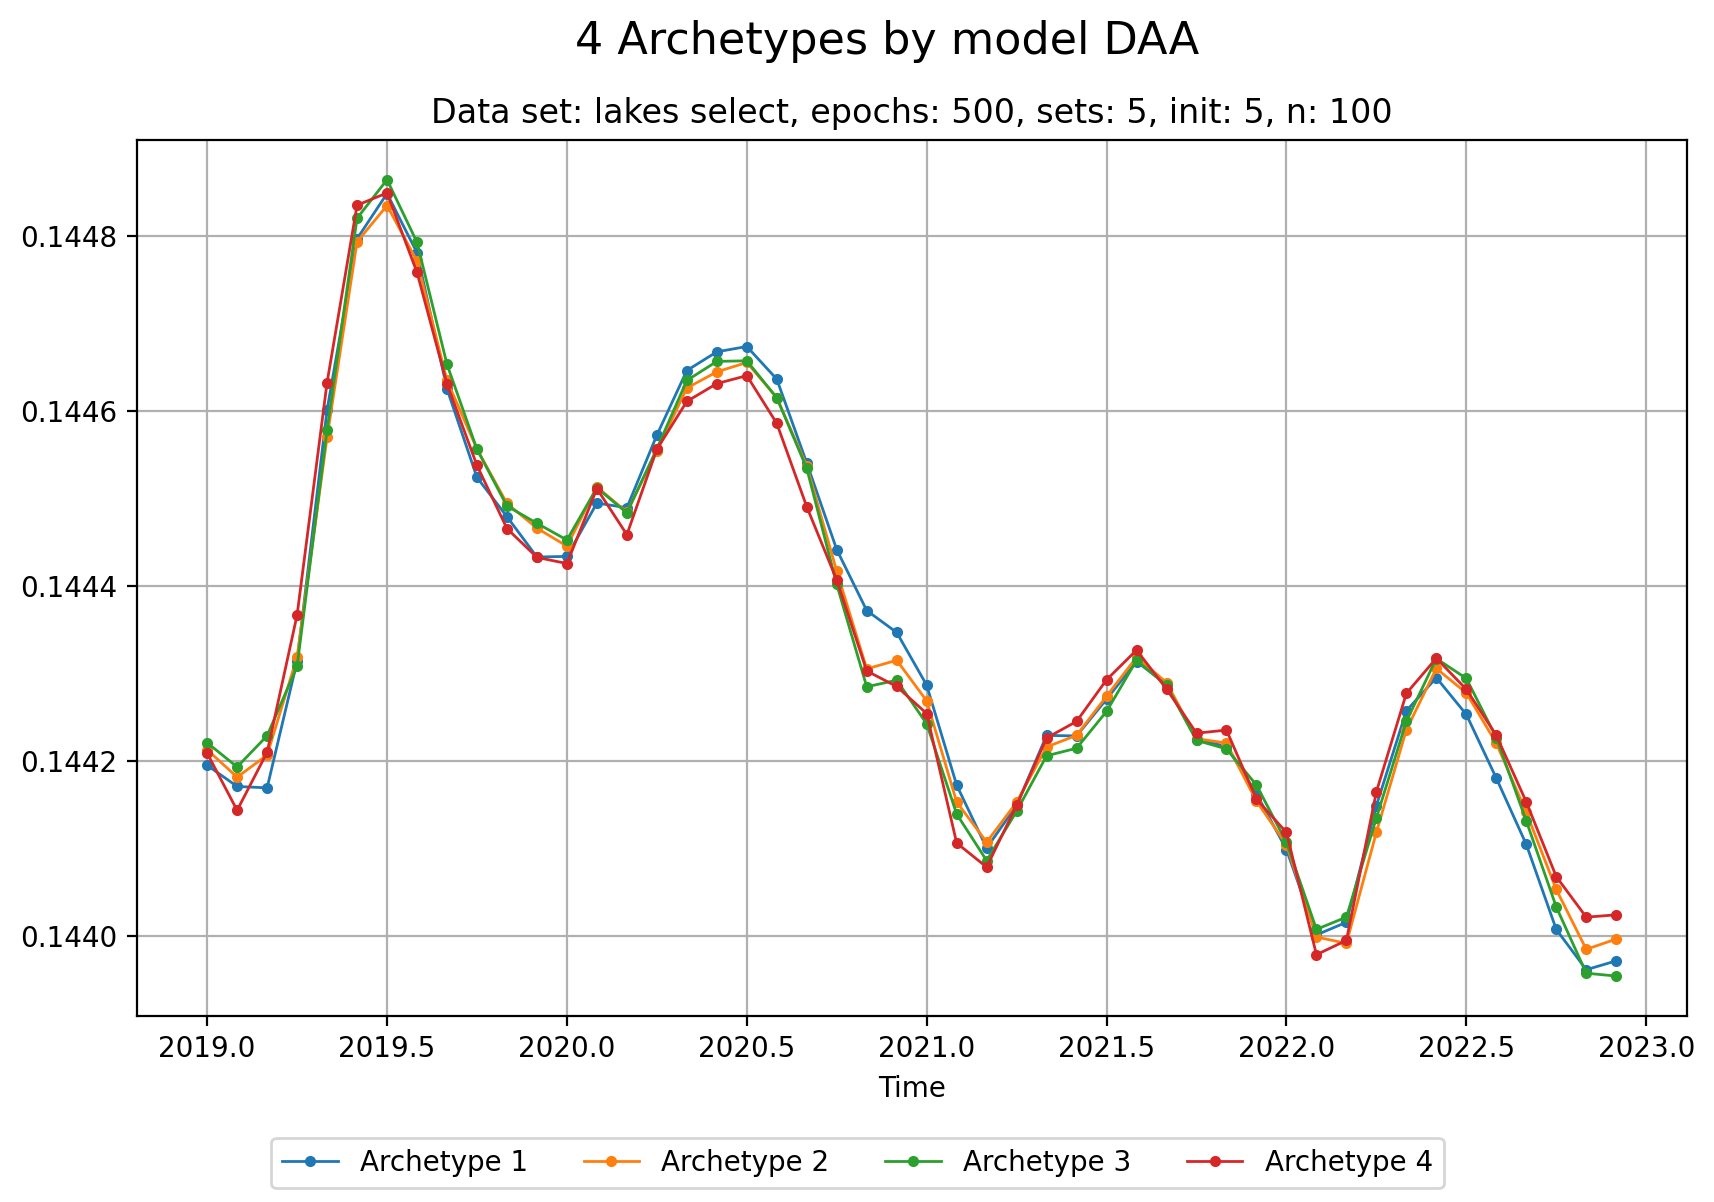 4 Archetypes by model DAA
Data set: lakes select, epochs: 500, sets: 5, init: 5, n: 100
0.1448
0.1446
0.1444
0.1442
0.1440
2019.0 2019.5 2020.0 2020.5 2021.0 2021.5 2022.0 2022.5 2023.0
Time
Archetype 1 Archetype 2 Archetype 3 Archetype 4